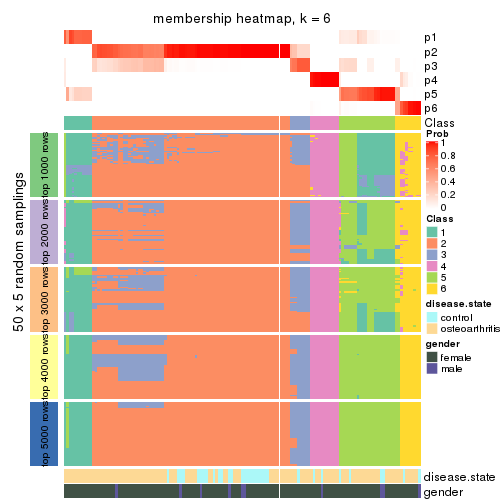 membership heatmap, k = 6
p1
p2
p3
p4
p5
p6
Class
50 x 5 random samplings
top 1000 rows
top 2000 rows
top 3000 rows
top 4000 rows
top 5000 rows
disease.state
gender
Prob
1
0.8
0.6
0.4
0.2
0
Class
1
2
3
4
5
6
disease.state
control
osteoarthritis
gender
female
male